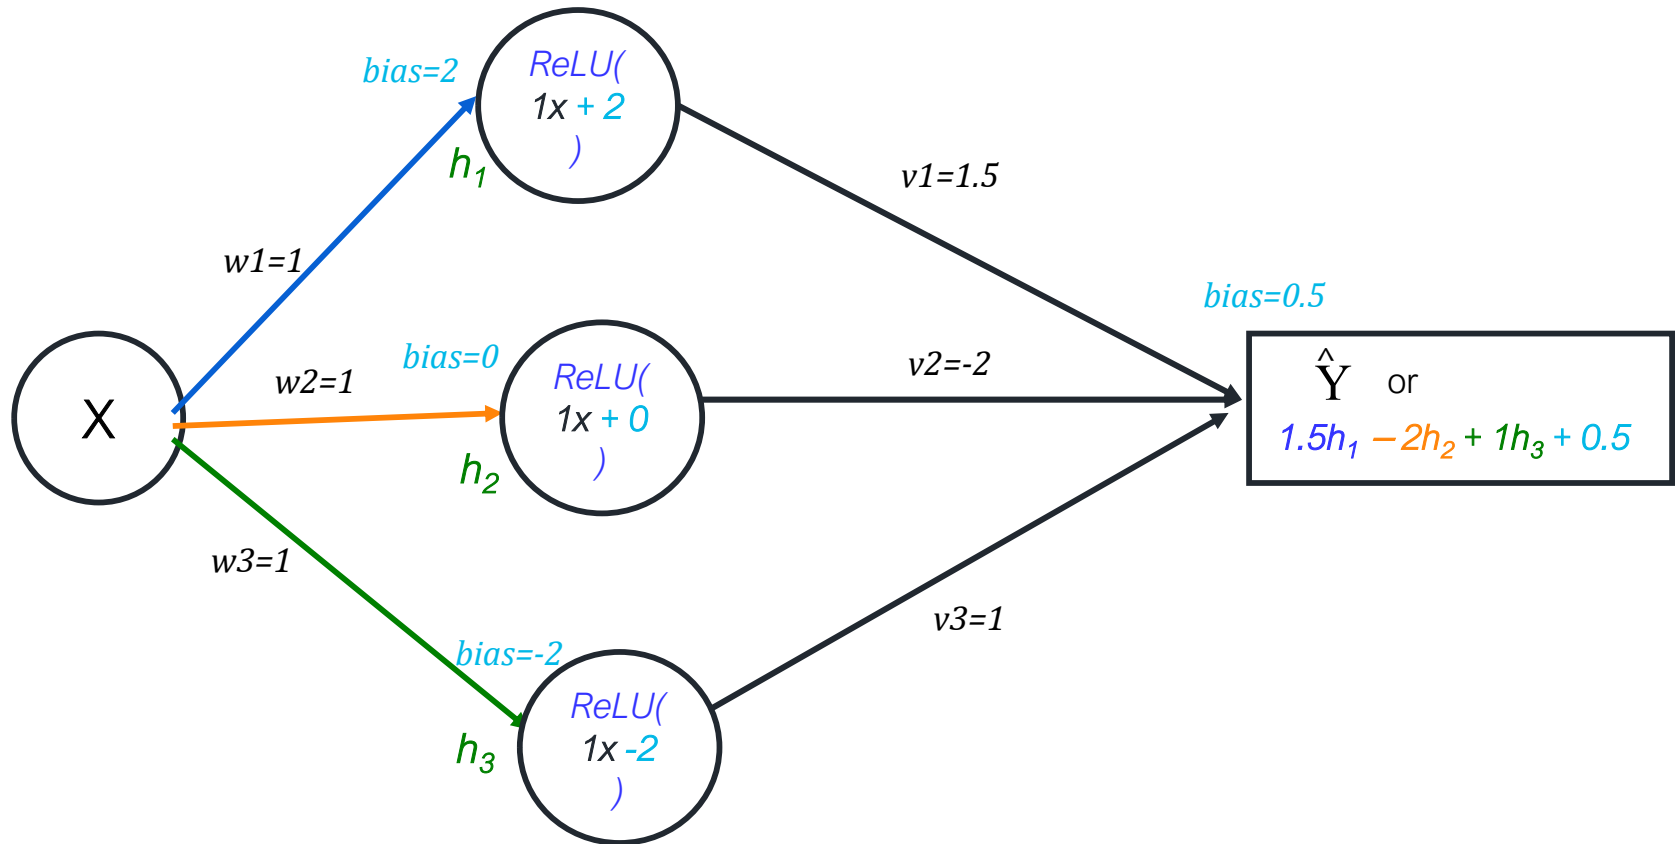 bias=2
ReLU(
1x + 2
)
h1
w1=1
v1=1.5
X
w2=1
bias=0
ReLU(
1x + 0
)
h2
v2=-2
bias=0.5
Ŷ or
1.5h1 – 2h2 + 1h3 + 0.5
w3=1
bias=-2
ReLU(
1x -2
)
h3
v3=1